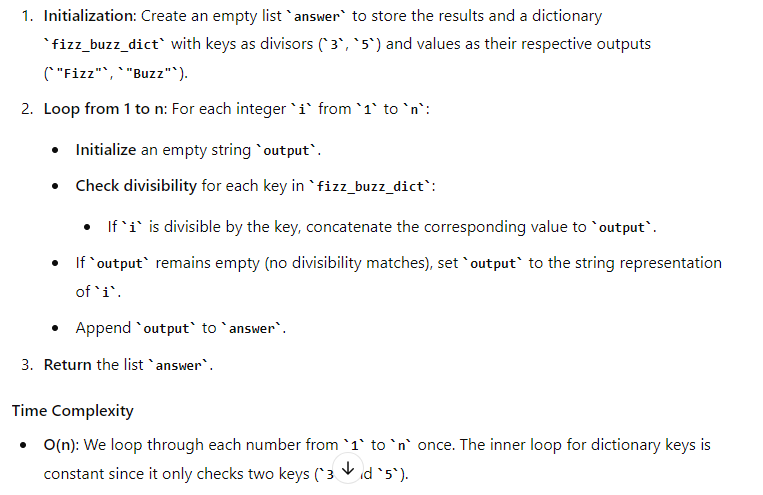 1. Initialization: Create an empty list `answer` to store the results and a dictionary
`fizz_buzz_dict` with keys as divisors (`3`, `5`) and values as their respective outputs
(`"Fizz"`, `"Buzz"`).
2. Loop from 1 to n: For each integer `i` from `1` to `n`:
• Initialize an empty string `output`.
• Check divisibility for each key in `fizz_buzz_dict`:
• If `i` is divisible by the key, concatenate the corresponding value to `output`.
• If `output` remains empty (no divisibility matches), set `output` to the string representation
of `i`.
• Append `output` to `answer`.
3. Return the list `answer`.
Time Complexity
• O(n): We loop through each number from `1` to `n` once. The inner loop for dictionary keys is
constant since it only checks two keys (`3 `5`).